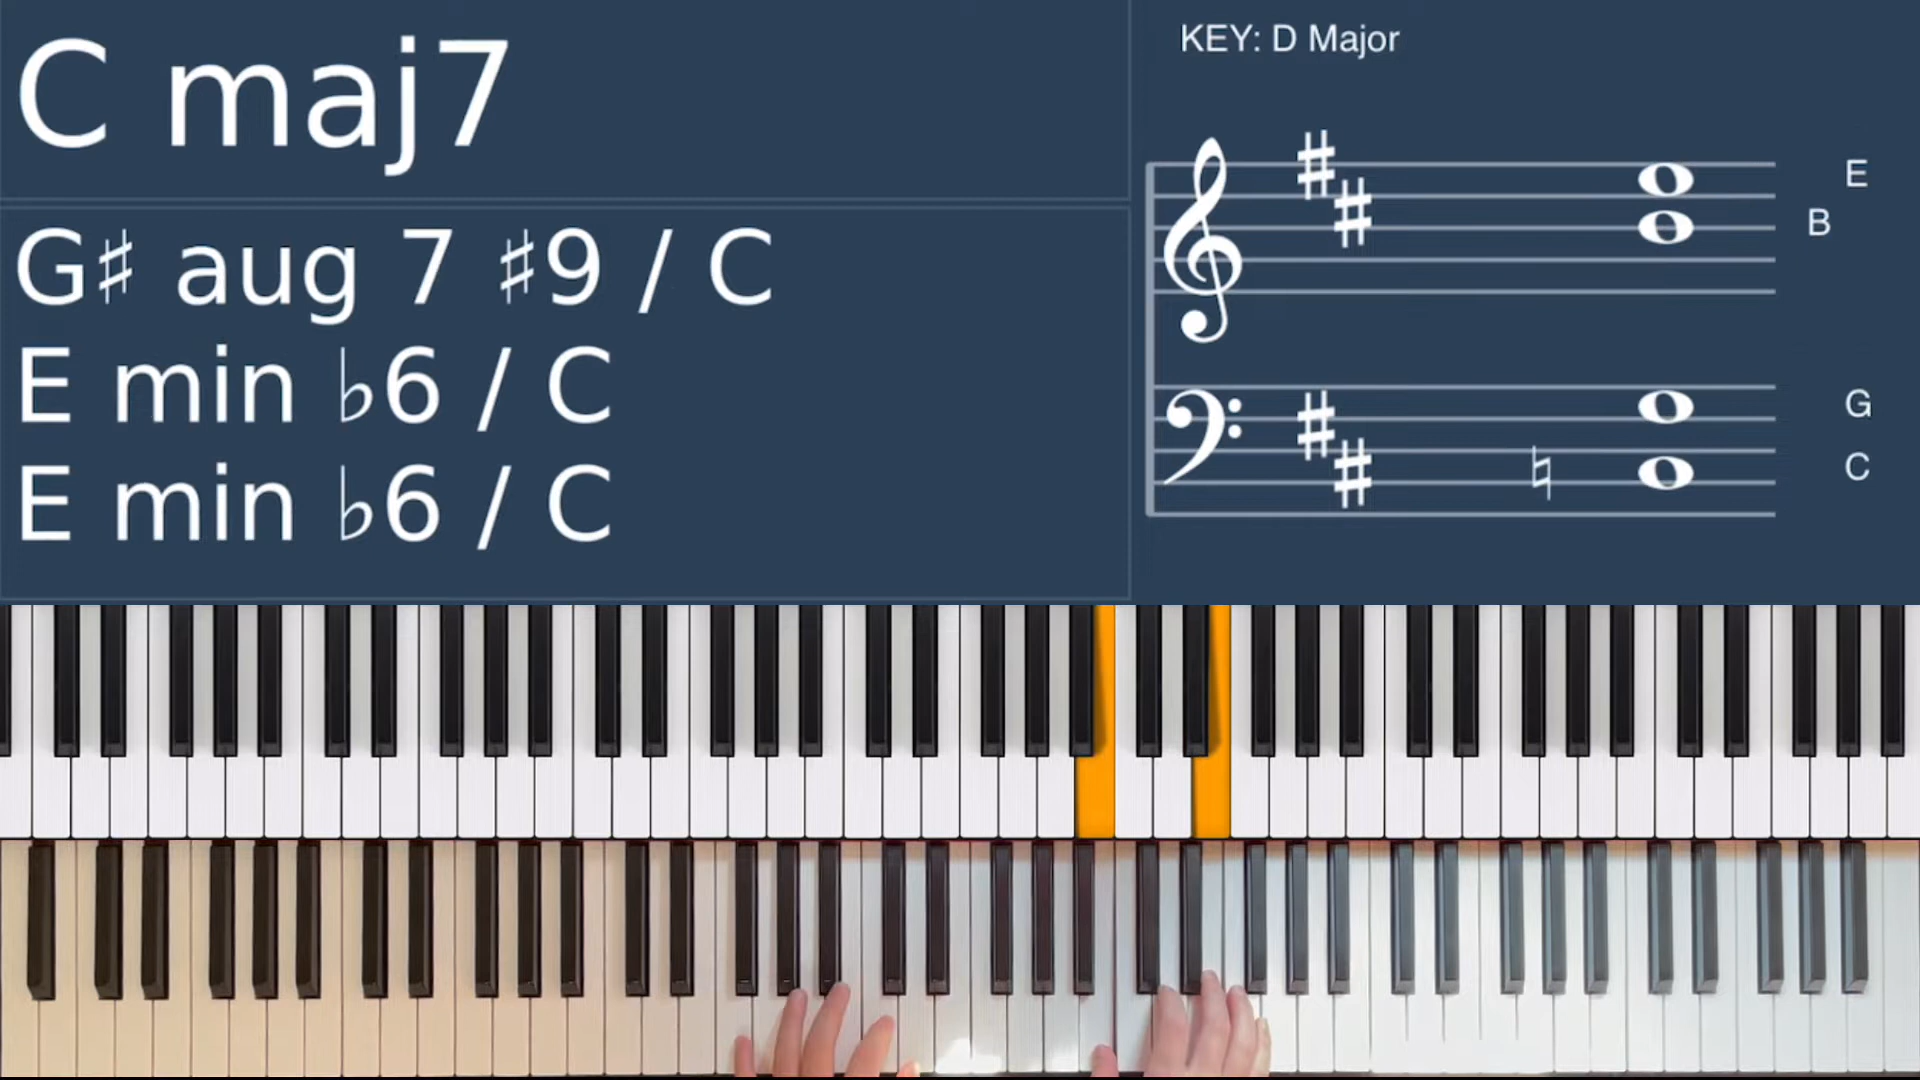 C maj7
G♯ aug 7 ♯9 / C
E min ♭6 / C
E min ♭6 / C
KEY: D Major
E
B
G
C